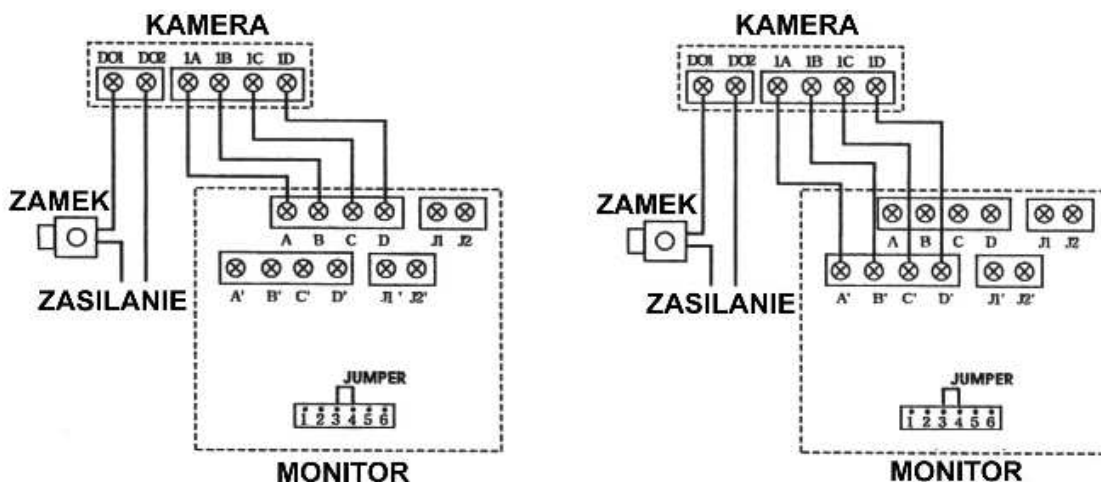 KAMERA
DO1 DO2 1A 1B 1C 1D
ZAMEK
A B C D J1 J2
ZASILANIE
A' B' C' D' J1' J2'
JUMPER
1 2 3 4 5 6
MONITOR
KAMERA
DO1 DO2 1A 1B 1C 1D
ZAMEK
A B C D J1 J2
ZASILANIE
A' B' C' D' J1' J2'
JUMPER
1 2 3 4 5 6
MONITOR